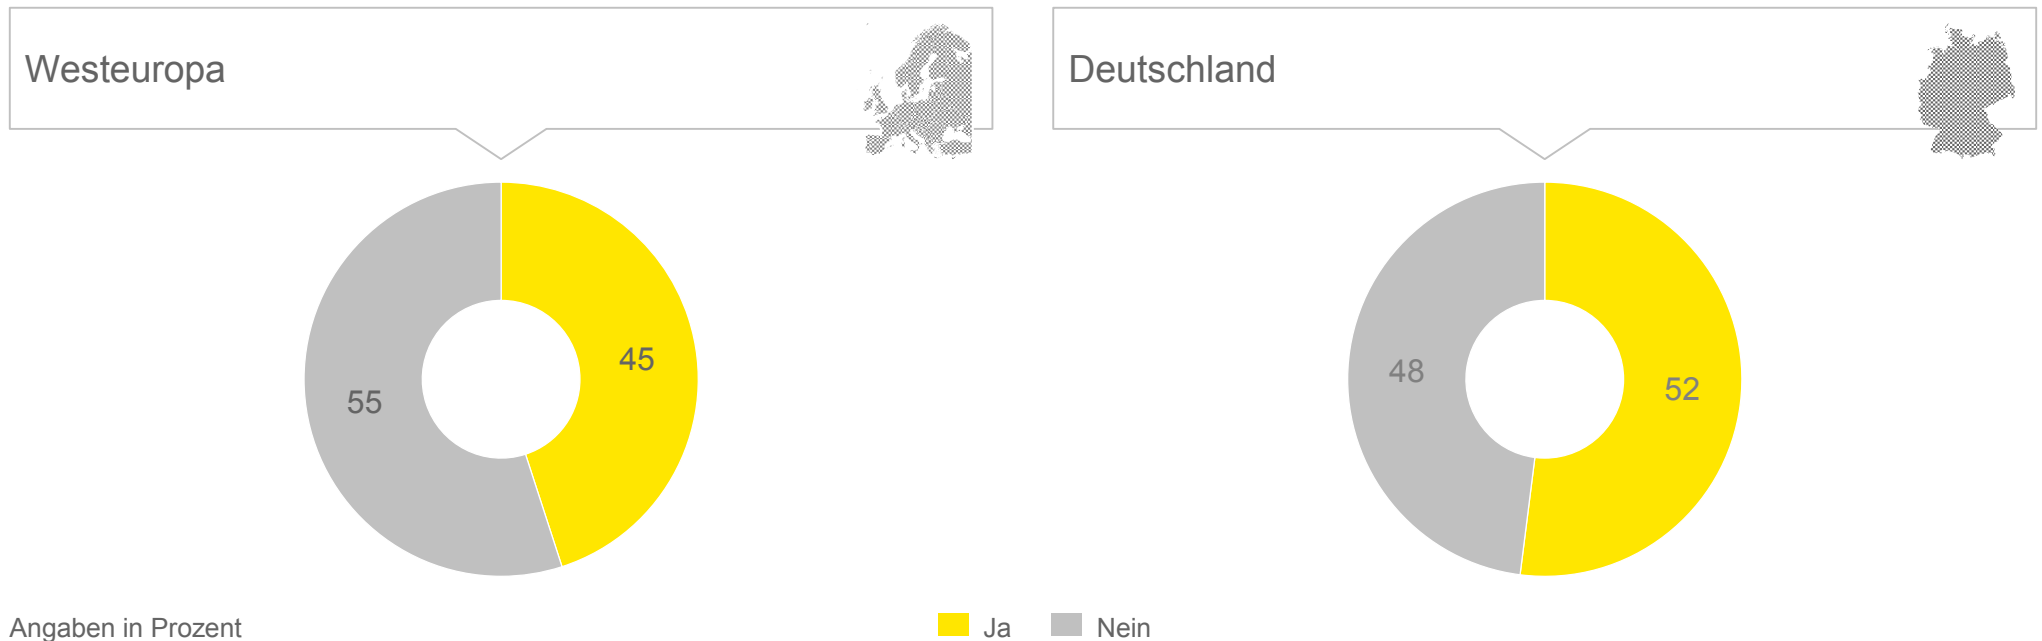 Westeuropa
Deutschland
45
55
48
52
Angaben in Prozent
Ja
Nein